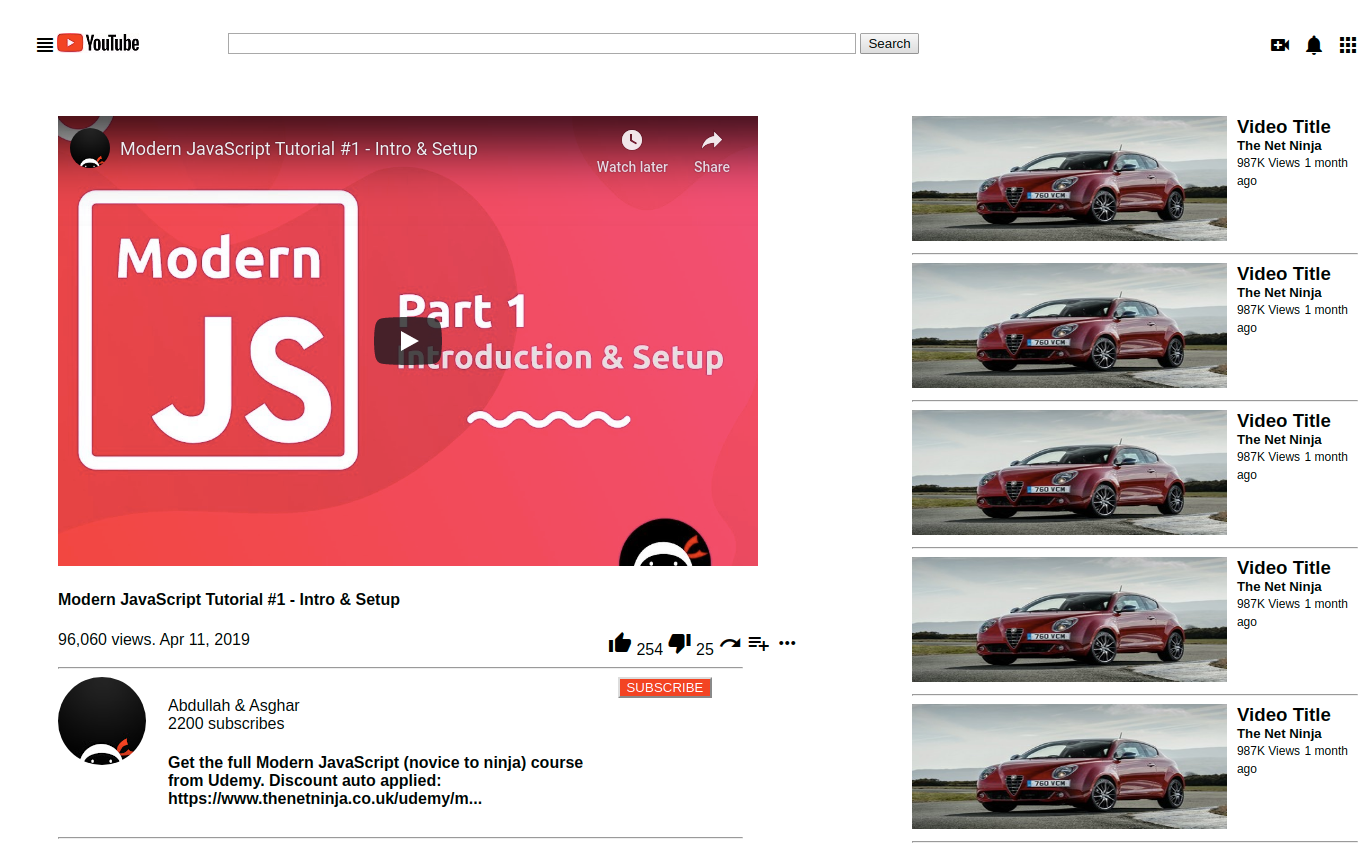 YouTube
Search
Modern JavaScript Tutorial #1 - Intro & Setup
Watch later
Share
Modern
JS
Part 1
Introduction & Setup
Modern JavaScript Tutorial #1 - Intro & Setup
96,060 views. Apr 11, 2019
254
25
SUBSCRIBE
Abdullah & Asghar
2200 subscribes
Get the full Modern JavaScript (novice to ninja) course
from Udemy. Discount auto applied:
https://www.thenetninja.co.uk/udemy/m...
760 VCM
Video Title
The Net Ninja
987K Views 1 month
ago
760 VCM
Video Title
The Net Ninja
987K Views 1 month
ago
760 VCM
Video Title
The Net Ninja
987K Views 1 month
ago
760 VCM
Video Title
The Net Ninja
987K Views 1 month
ago
760 VCM
Video Title
The Net Ninja
987K Views 1 month
ago